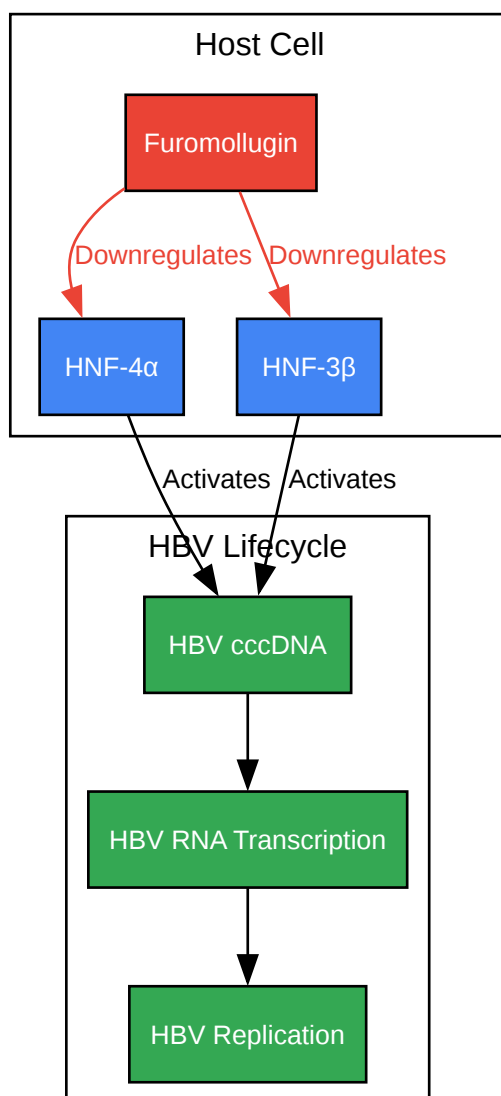 Host Cell
Furomollugin
Downregulates
Downregulates
HNF-4α
HNF-3β
Activates
Activates
HBV Lifecycle
HBV cccDNA
HBV RNA Transcription
HBV Replication